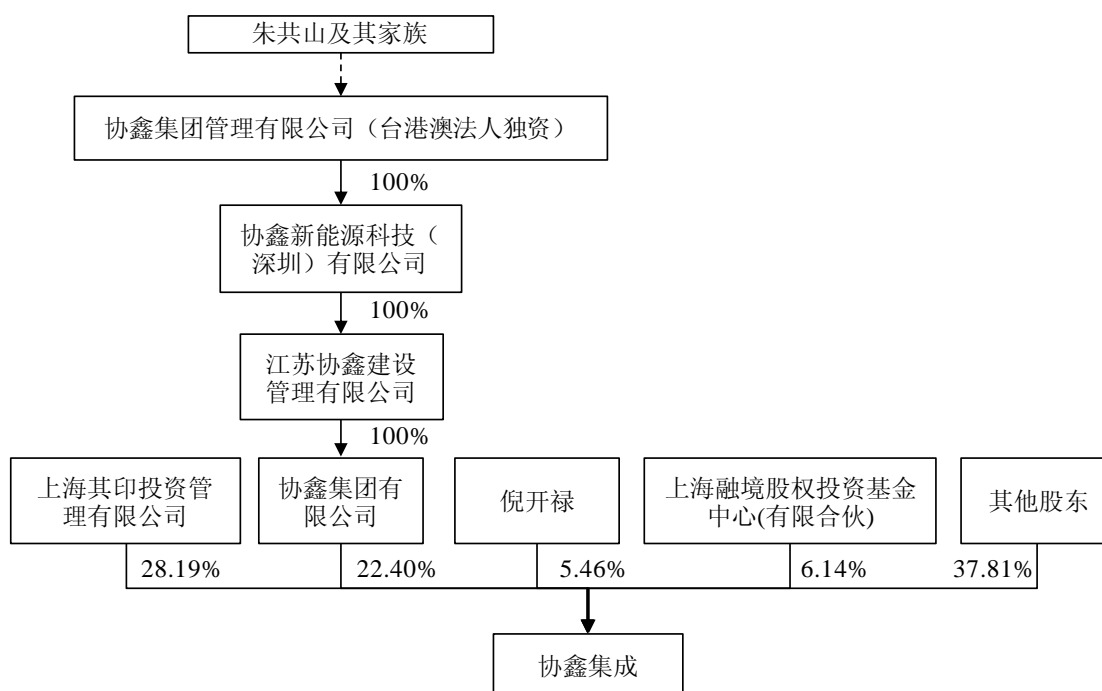 朱共山及其家族
协鑫集团管理有限公司（台港澳法人独资）
100%
协鑫新能源科技（
深圳）有限公司
100%
江苏协鑫建设
管理有限公司
100%
上海其印投资管
理有限公司
协鑫集团有
限公司
倪开禄
上海融境股权投资基金
中心(有限合伙)
其他股东
28.19%
22.40%
5.46%
6.14%
37.81%
协鑫集成